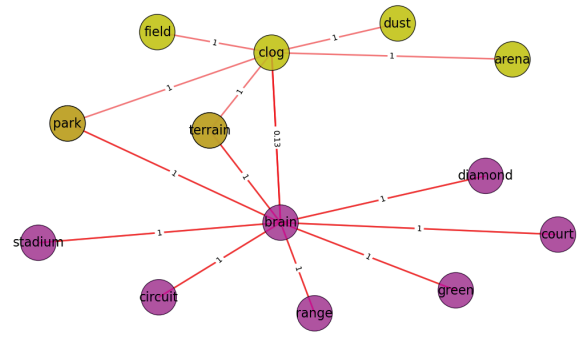 field
1
dust
1
clog
1
arena
1
1
park
terrain
0.13
1
1
diamond
1
brain
1
court
stadium
1
1
1
1
circuit
green
range